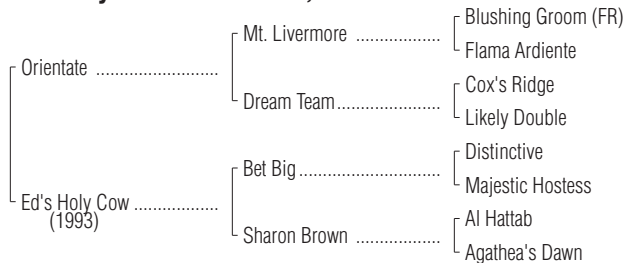 Blushing Groom (FR)
Mt. Livermore ....................
Flama Ardiente
Orientate .............................
Cox's Ridge
Dream Team.........................
Likely Double
Distinctive
Bet Big..................................
Majestic Hostess
Ed's Holy Cow ....................
(1993)
Al Hattab
Sharon Brown ......................
Agathea's Dawn